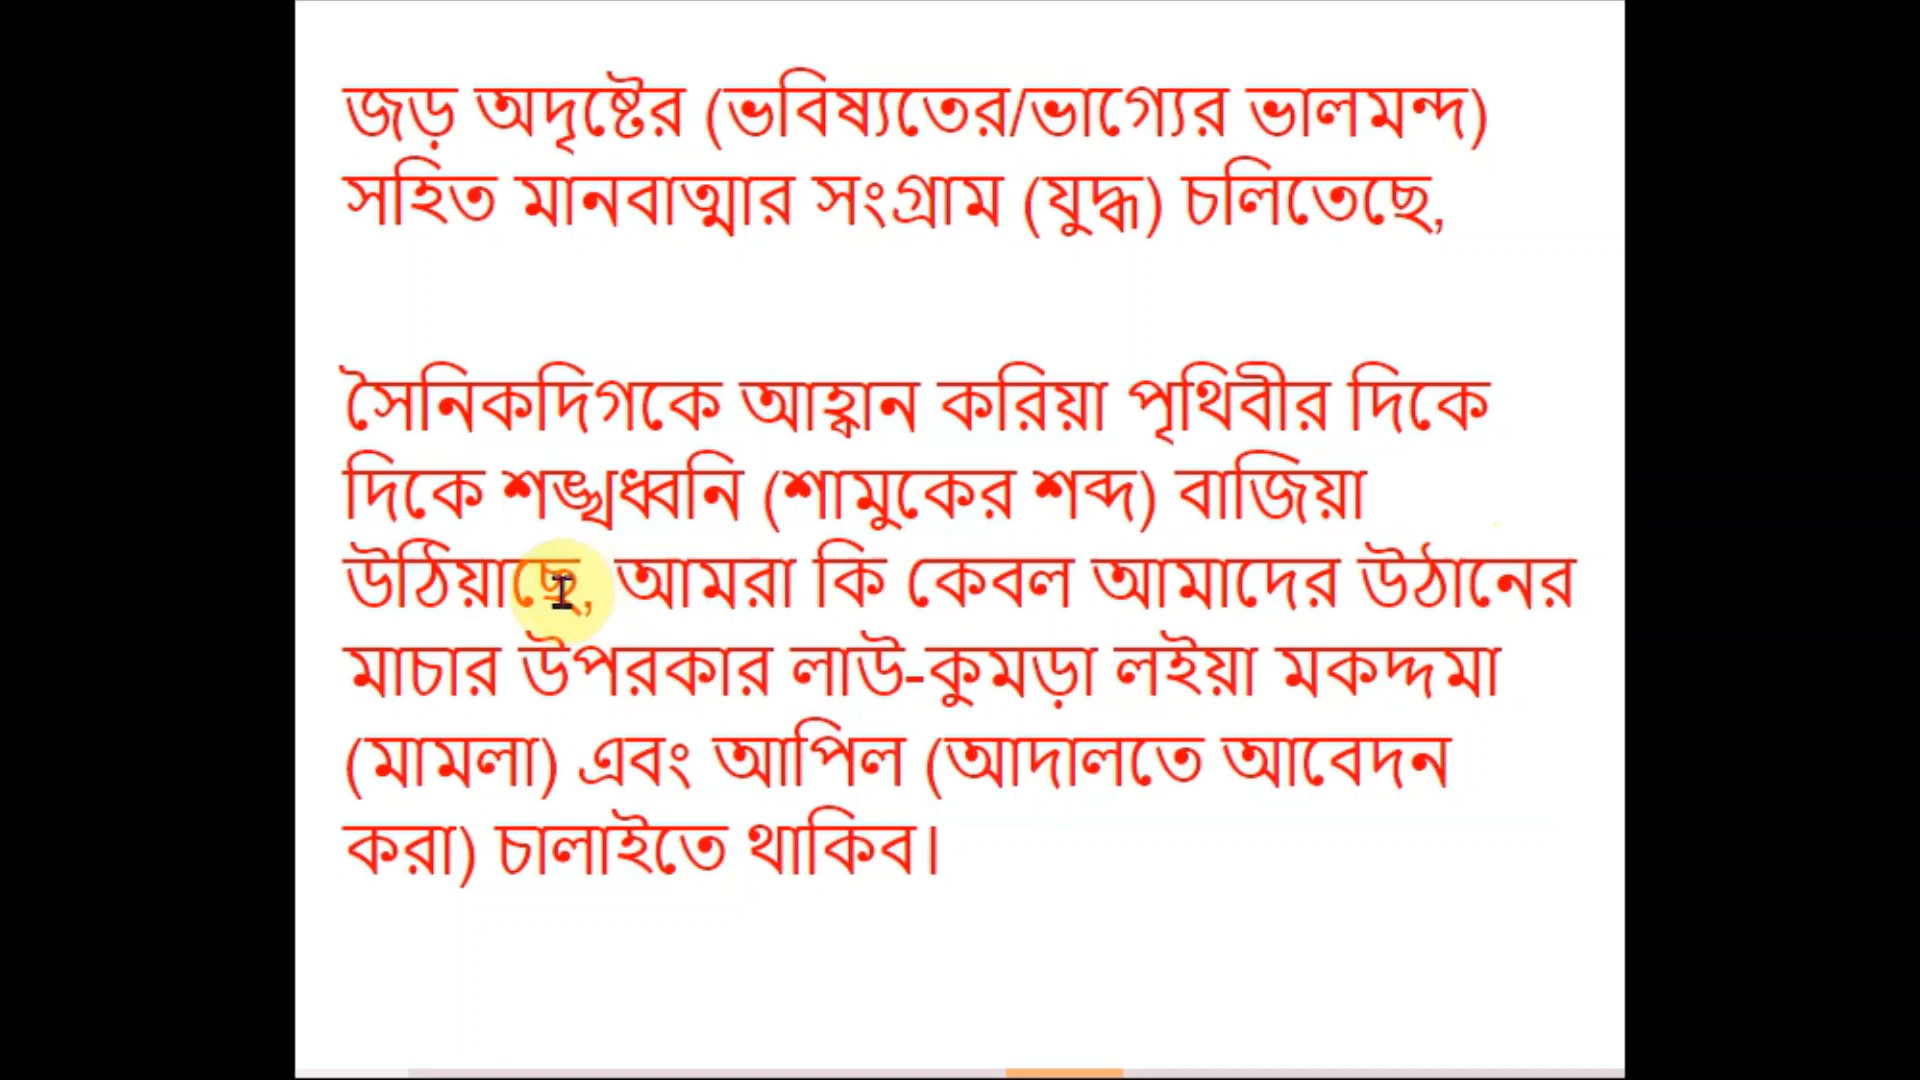 জড় অদৃষ্টের (ভবিষ্যতের/ভাগ্যের ভালমন্দ)
সহিত মানবাত্মার সংগ্রাম (যুদ্ধ) চলিতেছে,
সৈনিকদিগকে আহ্বান করিয়া পৃথিবীর দিকে
দিকে শঙ্খধ্বনি (শামুকের শব্দ) বাজিয়া
উঠিয়াছে, আমরা কি কেবল আমাদের উঠানের
মাচার উপরকার লাউ-কুমড়া লইয়া মকদ্দমা
(মামলা) এবং আপিল (আদালতে আবেদন
করা) চালাইতে থাকিব।